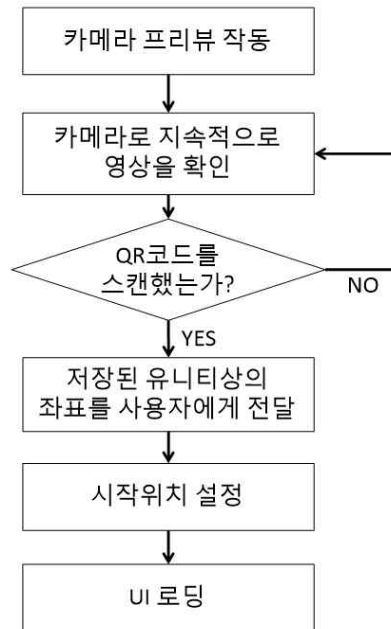 카메라 프리뷰 작동
카메라로 지속적으로
영상을 확인
QR코드를
스캔했는가?
NO
YES
저장된 유니티상의
좌표를 사용자에게 전달
시작위치 설정
UI 로딩